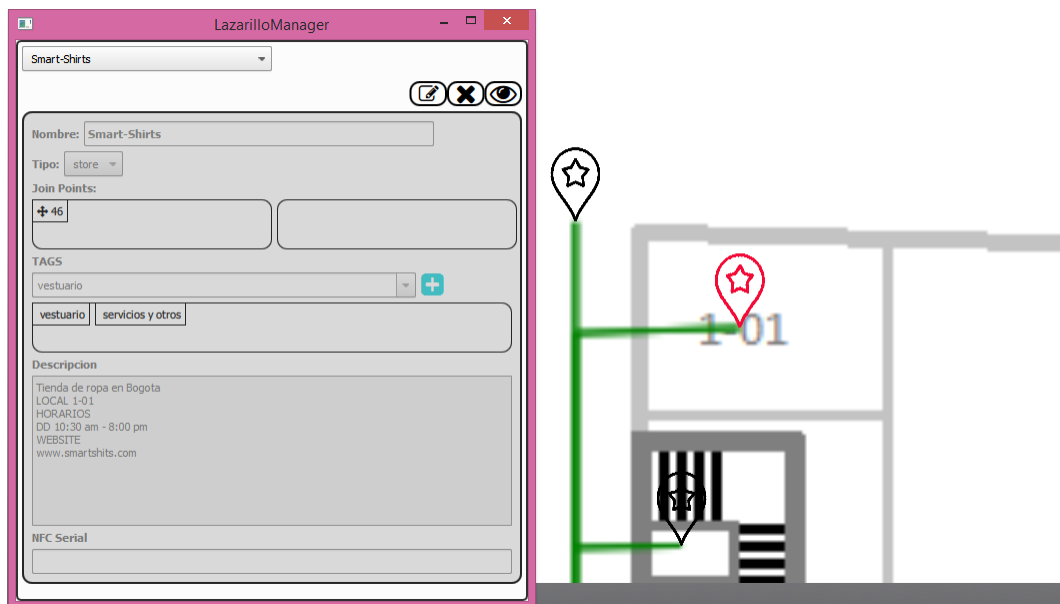 LazarilloManager
Smart-Shirts
Nombre: Smart-Shirts
Tipo: store
Join Points:
46
TAGS
vestuario
vestuario servicios y otros
Descripcion
Tienda de ropa en Bogota
LOCAL 1-01
HORARIOS
DD 10:30 am - 8:00 pm
WEBSITE
www.smartshits.com
NFC Serial
1-01